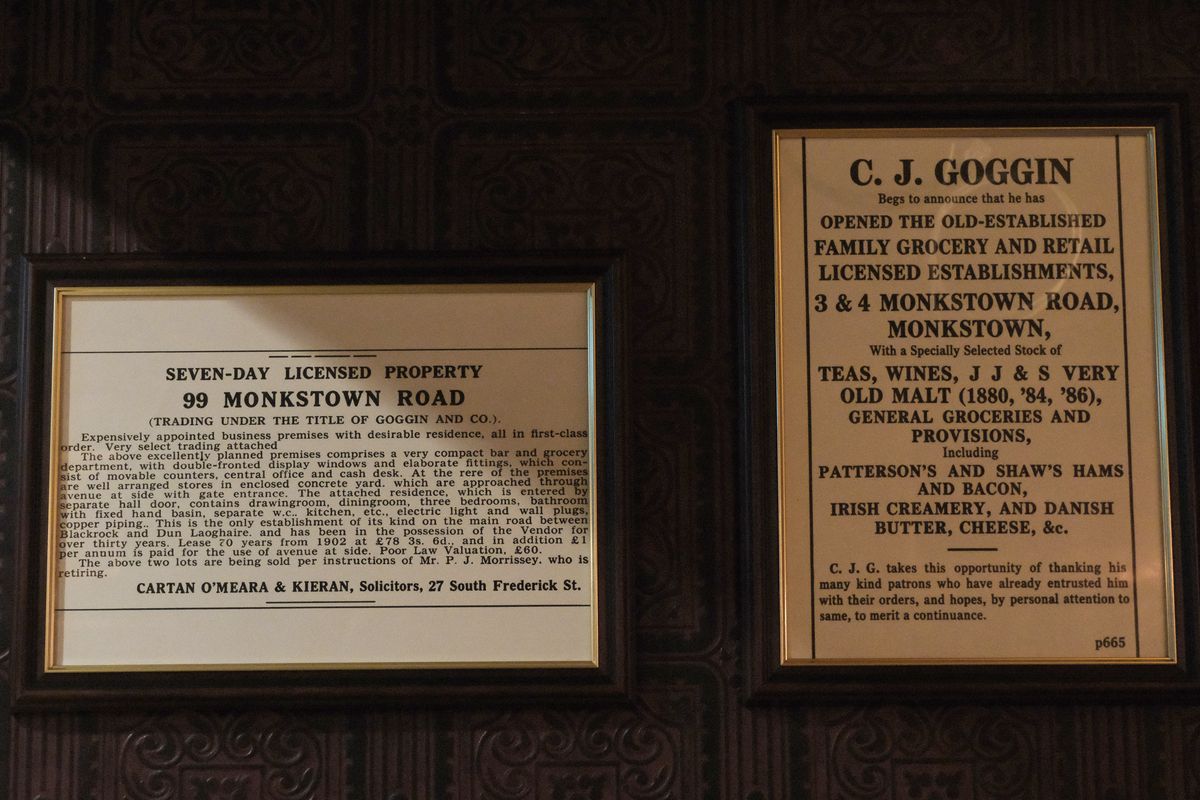 SEVEN-DAY LICENSED PROPERTY
99 MONKSTOWN ROAD
(TRADING UNDER THE TITLE OF GOGGIN AND CO.).
Expensively appointed business premises with desirable residence, all in first-class
order. Very select trading attached
The above excellently planned premises comprises a very compact bar and grocery
department, with double-fronted display windows and elaborate fittings, which con-
sist of movable counters, central office and cash desk. At the rere of the premises
are well arranged stores in enclosed concrete yard. which are approached through
avenue at side with gate entrance. The attached residence, which is entered by
separate hall door, contains drawingroom, diningroom, three bedrooms, bathroom
with fixed hand basin, separate w.c.. kitchen, etc., electric light and wall plugs,
copper piping.. This is the only establishment of its kind on the main road between
Blackrock and Dun Laoghaire. and has been in the possession of the Vendor for
over thirty years. Lease 70 years from 1902 at £78 3s. 6d., and in addition £1
per annum is paid for the use of avenue at side. Poor Law Valuation, £60.
The above two lots are being sold per instructions of Mr. P. J. Morrissey. who is
retiring.
CARTAN O'MEARA & KIERAN, Solicitors, 27 South Frederick St.
C. J. GOGGIN
Begs to announce that he has
OPENED THE OLD-ESTABLISHED
FAMILY GROCERY AND RETAIL
LICENSED ESTABLISHMENTS,
3 & 4 MONKSTOWN ROAD,
MONKSTOWN,
With a Specially Selected Stock of
TEAS, WINES, J J & S VERY
OLD MALT (1880, '84, '86),
GENERAL GROCERIES AND
PROVISIONS,
Including
PATTERSON'S AND SHAW'S HAMS
AND BACON,
IRISH CREAMERY, AND DANISH
BUTTER, CHEESE, &c.
C. J. G. takes this opportunity of thanking his
many kind patrons who have already entrusted him
with their orders, and hopes, by personal attention to
same, to merit a continuance.
p665